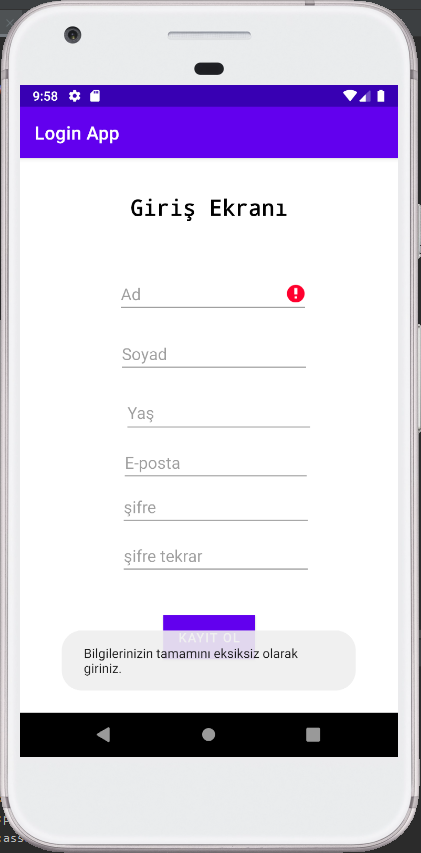 9:58
Login App
Giriş Ekranı
Ad
Soyad
Yaş
E-posta
şifre
şifre tekrar
KAYIT OL
Bilgilerinizin tamamını eksiksiz olarak
giriniz.
:ass